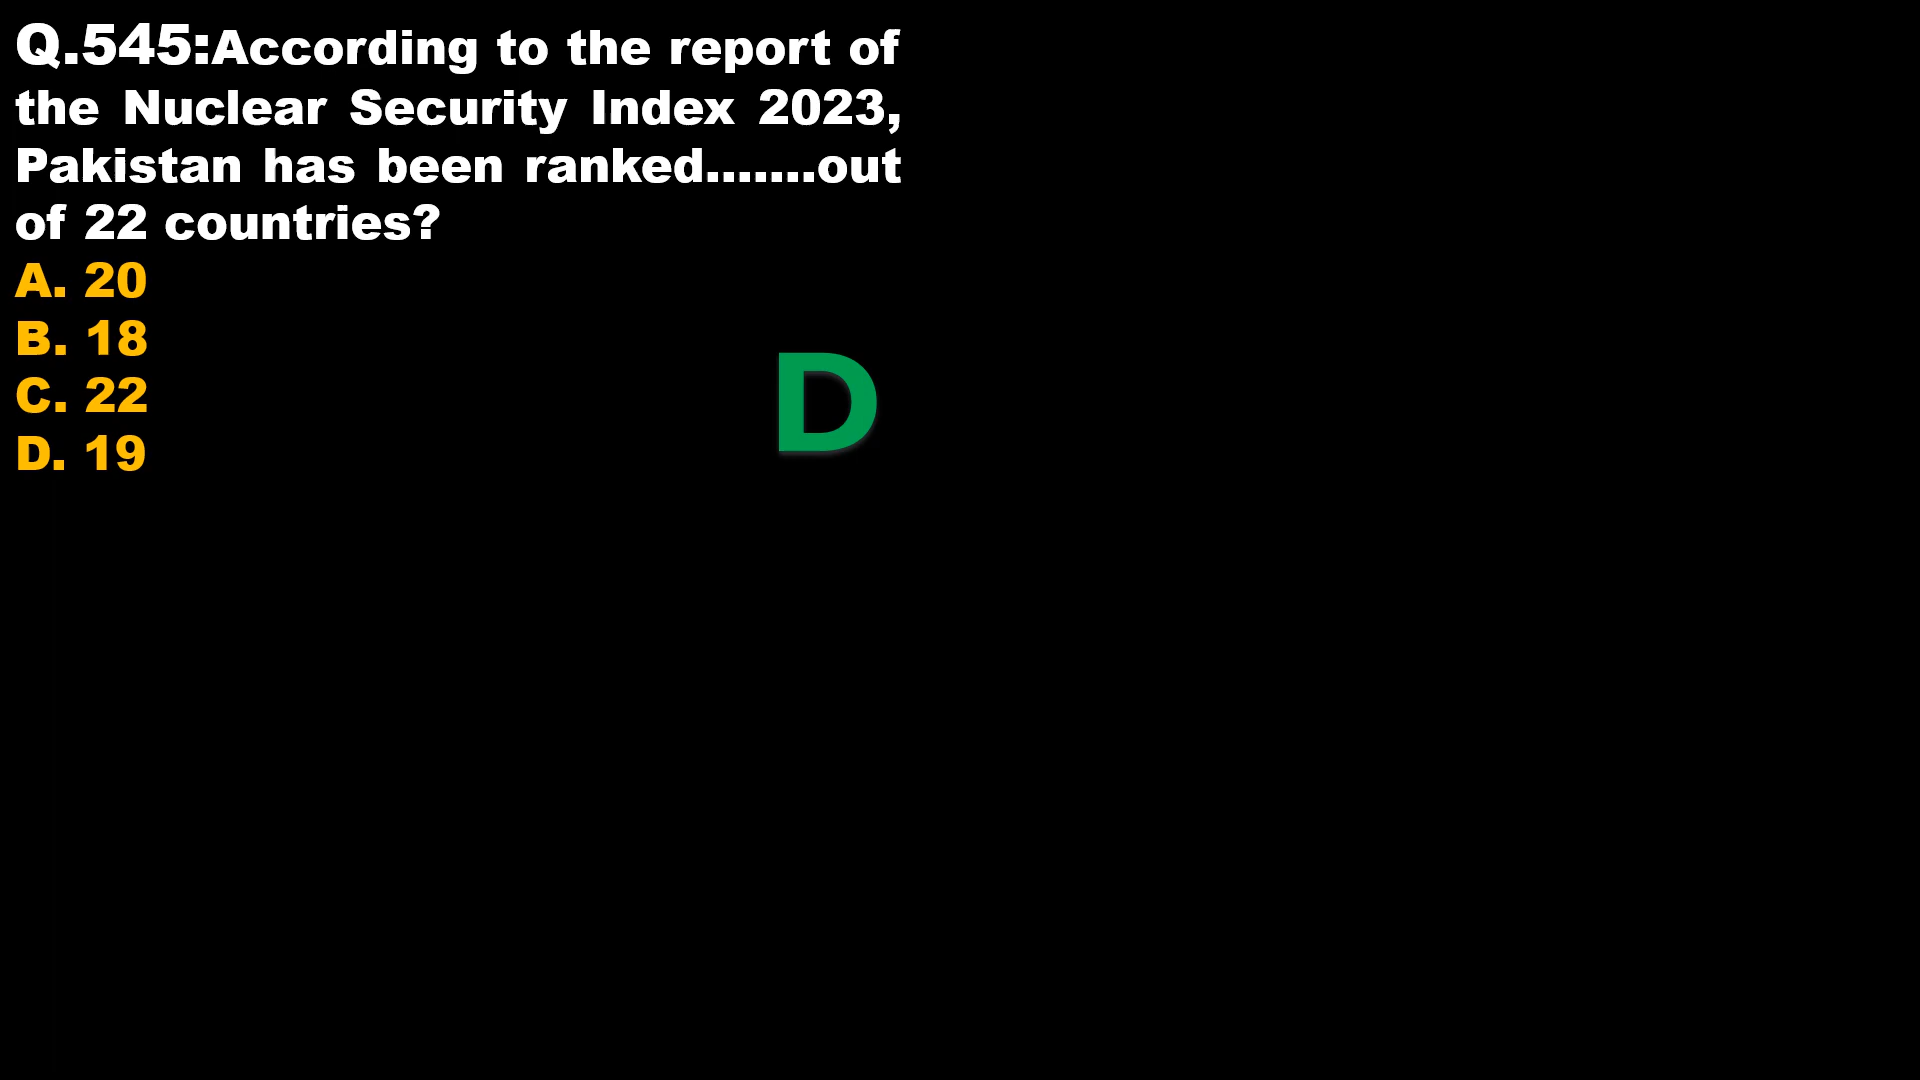 Q.545:According to the report of
the Nuclear Security Index 2023,
Pakistan has been ranked.......out
of 22 countries?
A. 20
B. 18
C. 22
D. 19
D